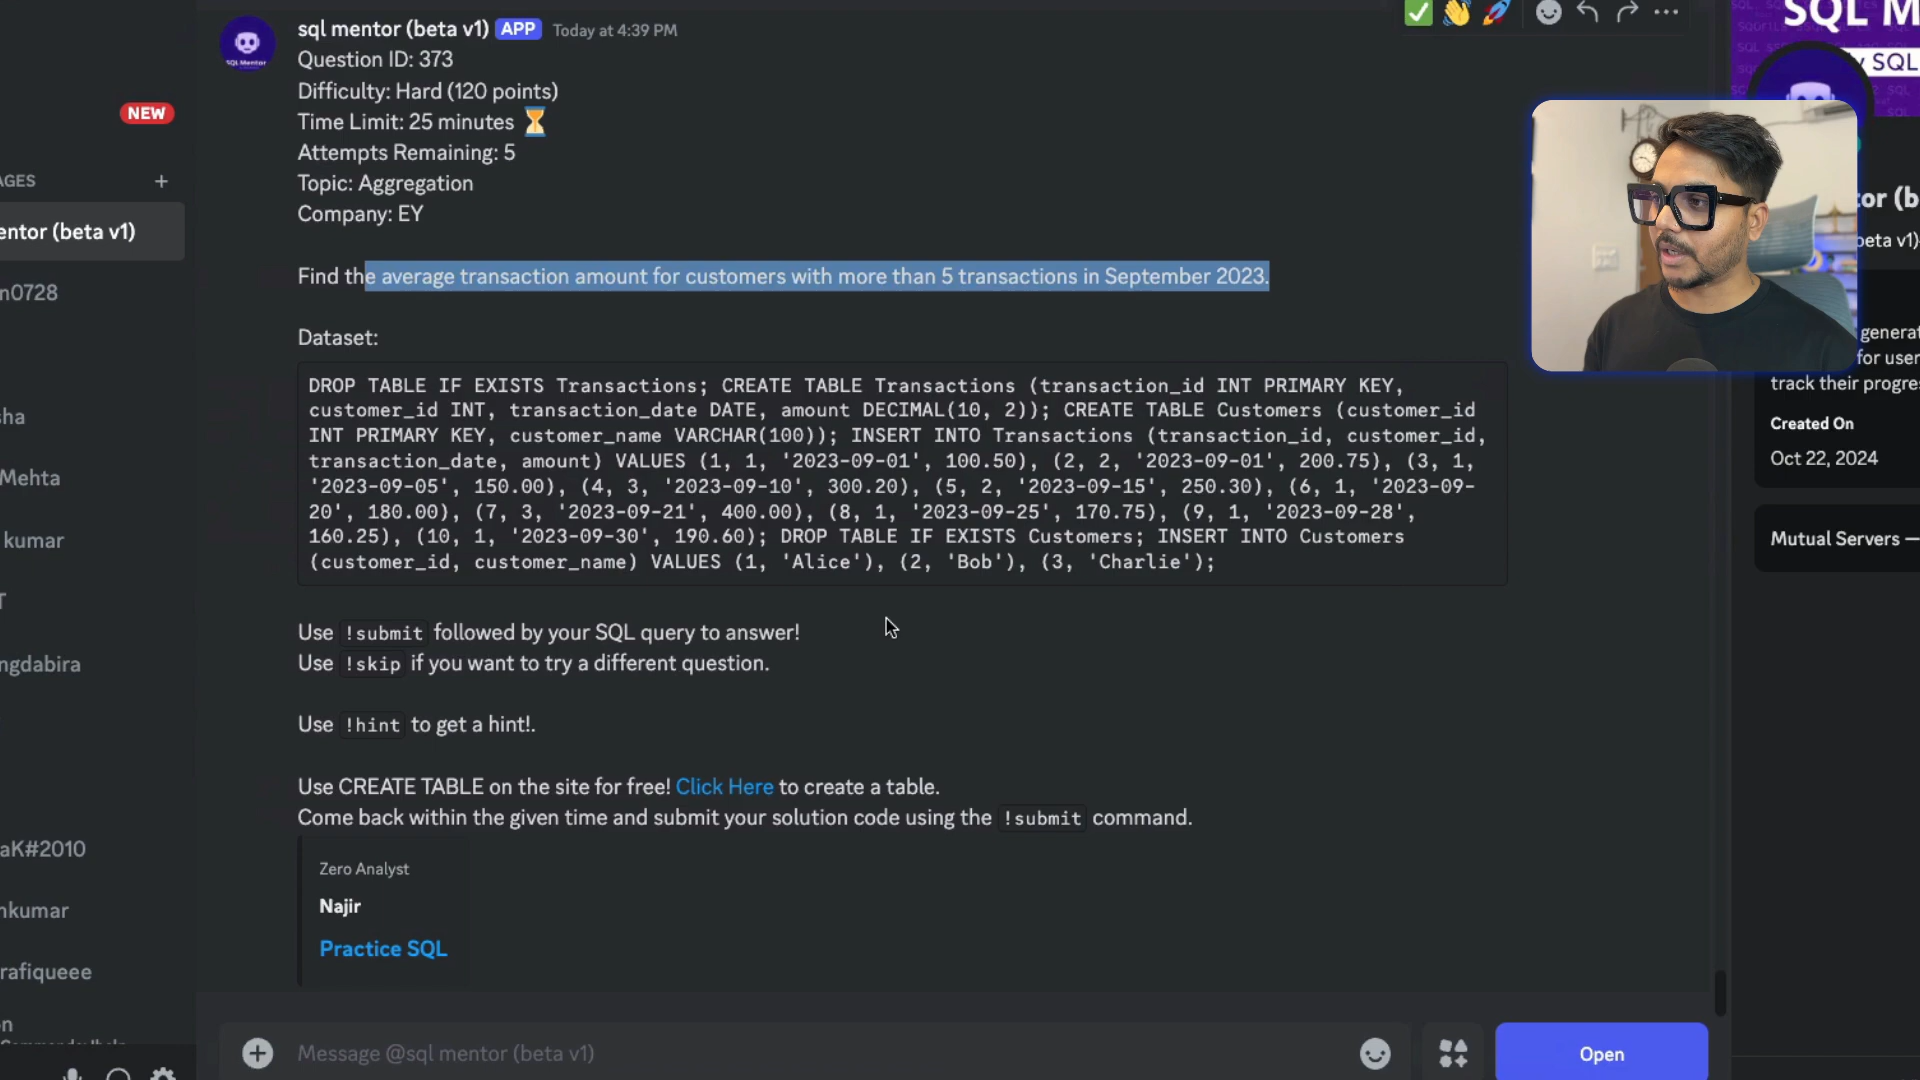 sql mentor (beta v1) APP Today at 4:39 PM
Question ID: 373
Difficulty: Hard (120 points)
NEW
Time Limit: 25 minutes
Attempts Remaining: 5
AGES +
Topic: Aggregation
Company: EY
entor (beta v1)
Find the average transaction amount for customers with more than 5 transactions in September 2023.
n0728
Dataset:
DROP TABLE IF EXISTS Transactions; CREATE TABLE Transactions (transaction_id INT PRIMARY KEY,
customer_id INT, transaction_date DATE, amount DECIMAL(10, 2)); CREATE TABLE Customers (customer_id
INT PRIMARY KEY, customer_name VARCHAR(100)); INSERT INTO Transactions (transaction_id, customer_id,
transaction_date, amount) VALUES (1, 1, '2023-09-01', 100.50), (2, 2, '2023-09-01', 200.75), (3, 1,
'2023-09-05', 150.00), (4, 3, '2023-09-10', 300.20), (5, 2, '2023-09-15', 250.30), (6, 1, '2023-09-
20', 180.00), (7, 3, '2023-09-21', 400.00), (8, 1, '2023-09-25', 170.75), (9, 1, '2023-09-28',
160.25), (10, 1, '2023-09-30', 190.60); DROP TABLE IF EXISTS Customers; INSERT INTO Customers
(customer_id, customer_name) VALUES (1, 'Alice'), (2, 'Bob'), (3, 'Charlie');
sha
Mehta
kumar
T
ngdabira
aK#2010
nkumar
rafiqueee
on
Use !submit followed by your SQL query to answer!
Use !skip if you want to try a different question.
Use !hint to get a hint!.
Use CREATE TABLE on the site for free! Click Here to create a table.
Come back within the given time and submit your solution code using the !submit command.
Zero Analyst
Najir
Practice SQL
Message @sql mentor (beta v1)
Open
SQL M
y SQL
tor (b
beta v1)
generat
for user
track their progre
Created On
Oct 22, 2024
Mutual Servers —